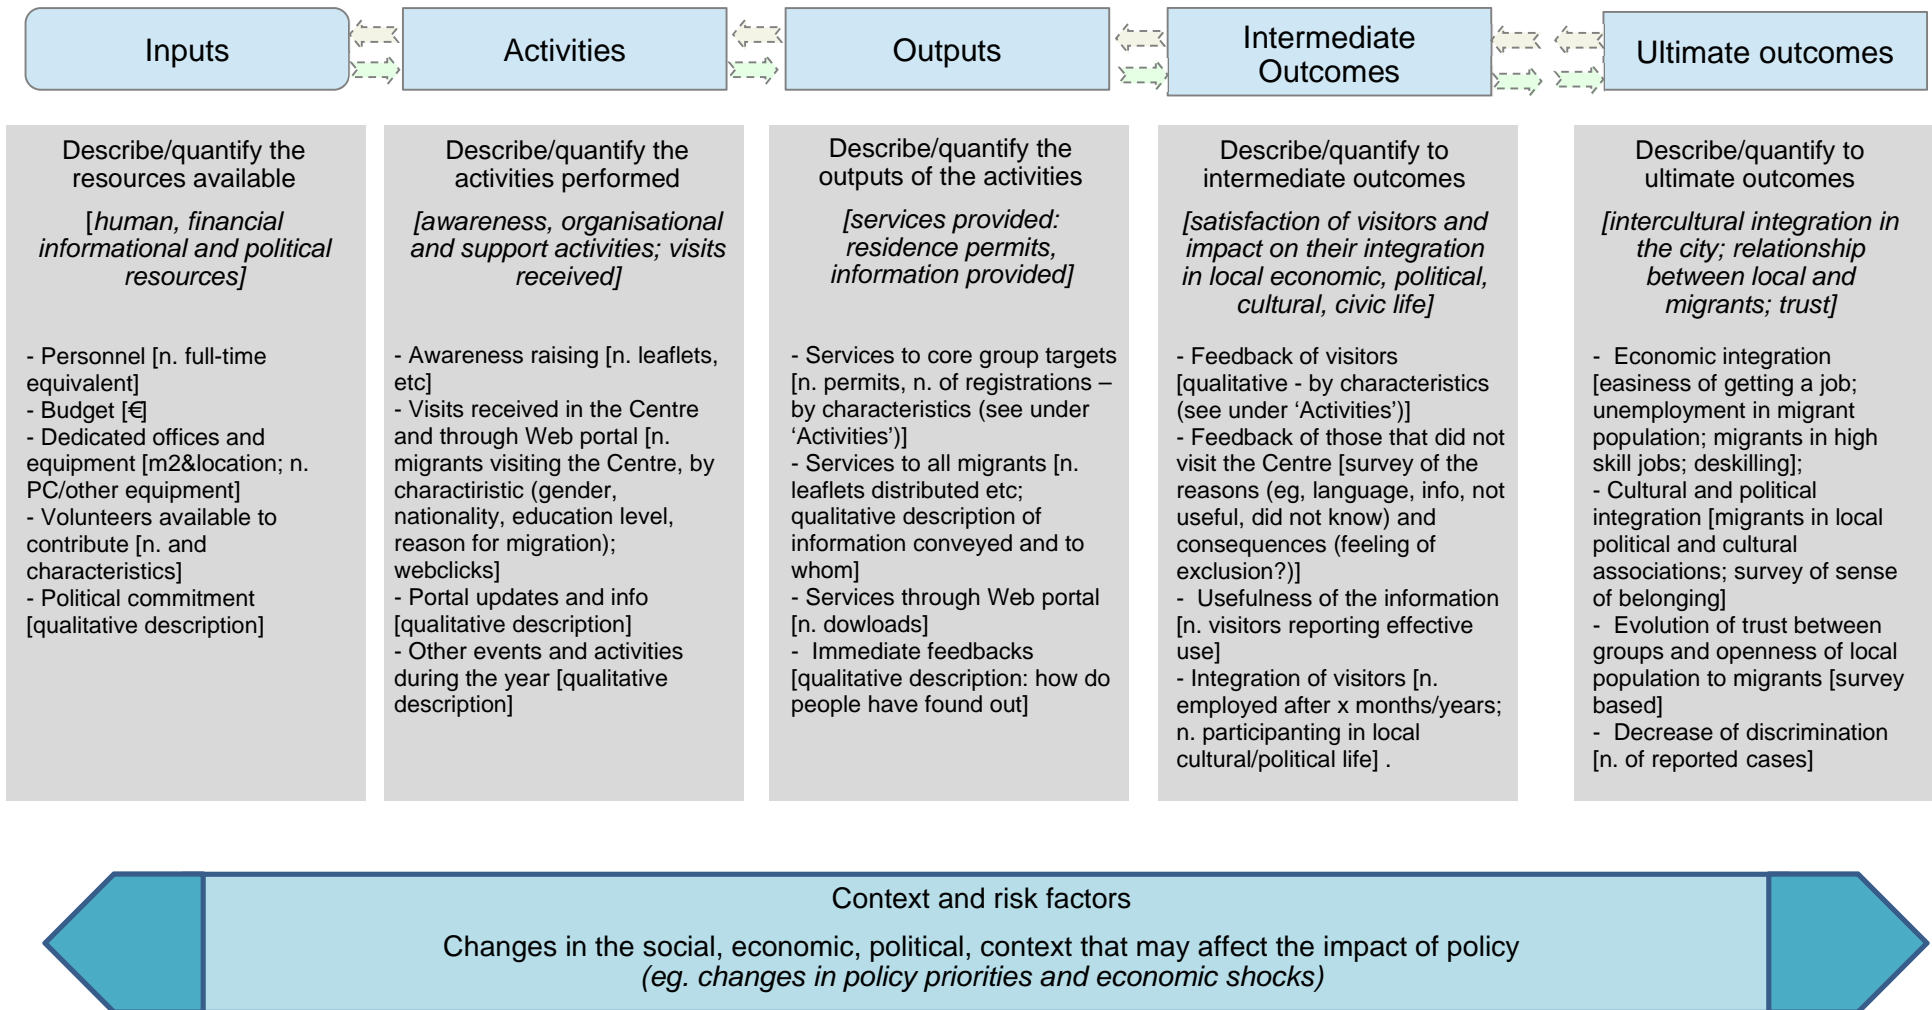 Inputs
Activities
Outputs
Intermediate
Outcomes
Ultimate outcomes
Describe/quantify the
resources available
[human, financial
informational and political
resources]
- Personnel [n. full-time
equivalent]
- Budget [€]
- Dedicated offices and
equipment [m2&location; n.
PC/other equipment]
- Volunteers available to
contribute [n. and
characteristics]
- Political commitment
[qualitative description]
Describe/quantify the
activities performed
[awareness, organisational
and support activities; visits
received]
- Awareness raising [n. leaflets,
etc]
- Visits received in the Centre
and through Web portal [n.
migrants visiting the Centre, by
charactiristic (gender,
nationality, education level,
reason for migration);
webclicks]
- Portal updates and info
[qualitative description]
- Other events and activities
during the year [qualitative
description]
Describe/quantify the
outputs of the activities
[services provided:
residence permits,
information provided]
- Services to core group targets
[n. permits, n. of registrations –
by characteristics (see under
‘Activities’)]
- Services to all migrants [n.
leaflets distributed etc;
qualitative description of
information conveyed and to
whom]
- Services through Web portal
[n. dowloads]
- Immediate feedbacks
[qualitative description: how do
people have found out]
Describe/quantify to
intermediate outcomes
[satisfaction of visitors and
impact on their integration
in local economic, political,
cultural, civic life]
- Feedback of visitors
[qualitative - by characteristics
(see under ‘Activities’)]
- Feedback of those that did not
visit the Centre [survey of the
reasons (eg, language, info, not
useful, did not know) and
consequences (feeling of
exclusion?)]
- Usefulness of the information
[n. visitors reporting effective
use]
- Integration of visitors [n.
employed after x months/years;
n. participanting in local
cultural/political life] .
Describe/quantify to
ultimate outcomes
[intercultural integration in
the city; relationship
between local and
migrants; trust]
- Economic integration
[easiness of getting a job;
unemployment in migrant
population; migrants in high
skill jobs; deskilling];
- Cultural and political
integration [migrants in local
political and cultural
associations; survey of sense
of belonging]
- Evolution of trust between
groups and openness of local
population to migrants [survey
based]
- Decrease of discrimination
[n. of reported cases]
Context and risk factors
Changes in the social, economic, political, context that may affect the impact of policy
(eg. changes in policy priorities and economic shocks)